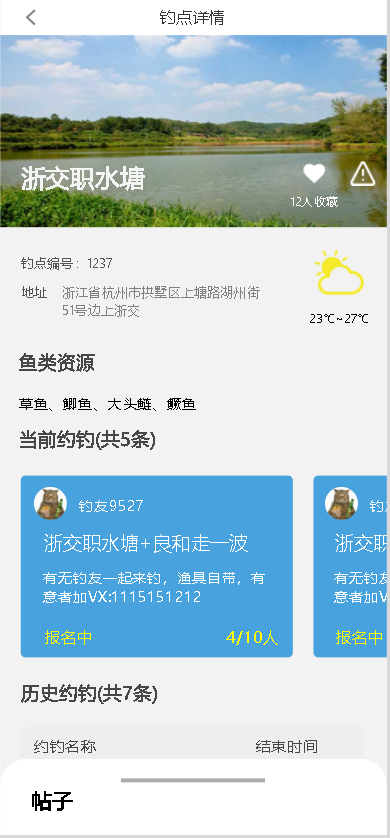 钓点详情
浙交职水塘
12人收藏
钓点编号：1237
地址 浙江省杭州市拱墅区上塘路湖州街
51号边上浙交
23℃~27℃
鱼类资源
草鱼、鲫鱼、大头鲢、鳜鱼
当前约钓(共5条)
钓友9527
浙交职水塘+良和走一波
有无钓友一起来钓，渔具自带，有
意者加VX:1115151212
报名中 4/10人
钓
浙交职
有无钓友
意者加V
报名中
历史约钓(共7条)
约钓名称 结束时间
帖子